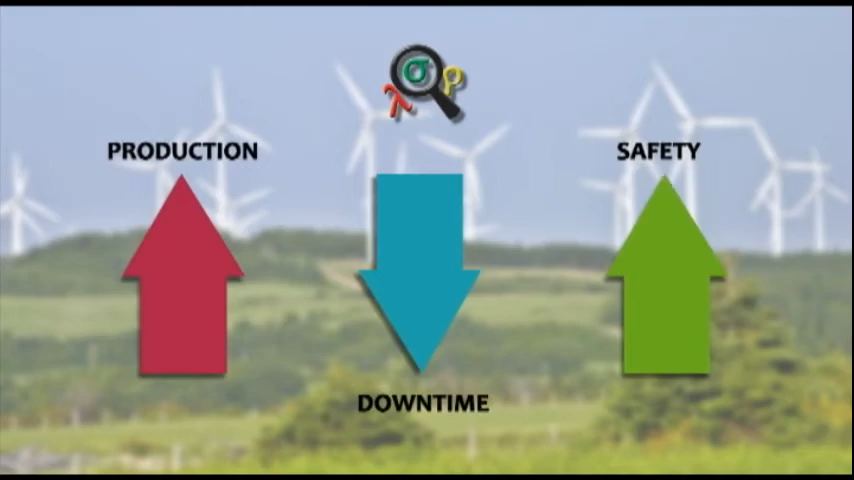 λ σ ρ
PRODUCTION
SAFETY
DOWNTIME